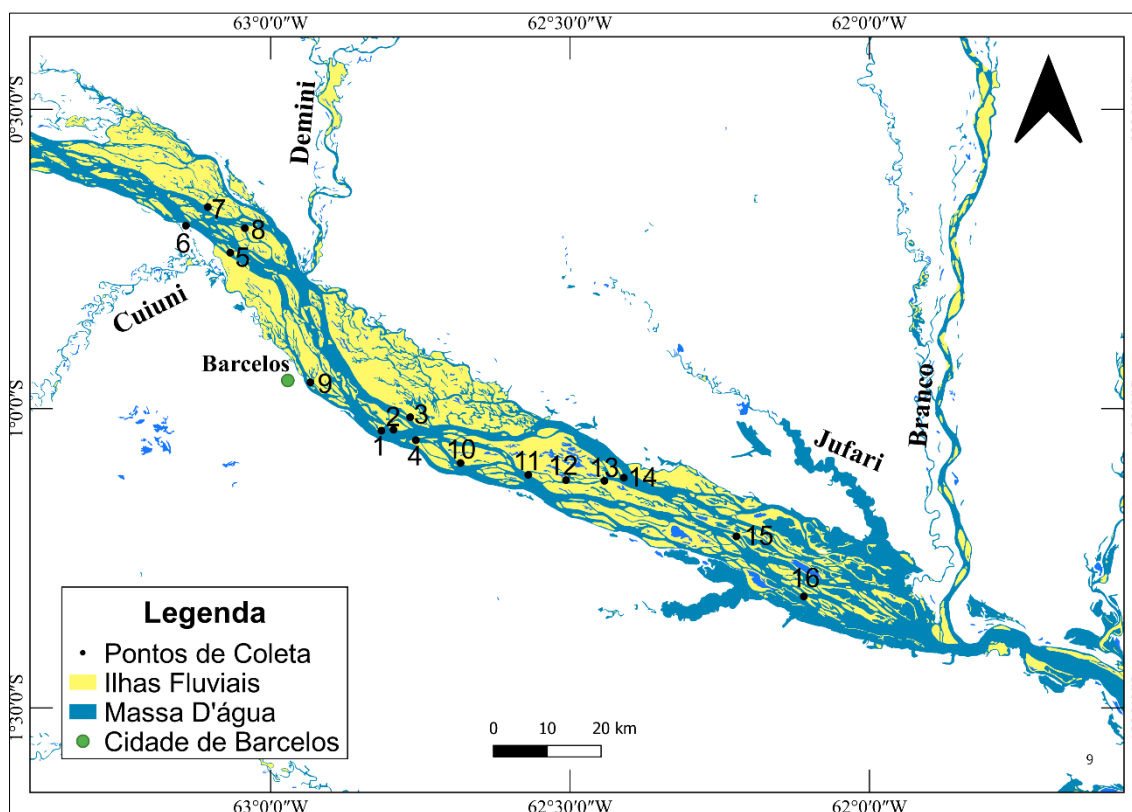 63°0'0"W 62°30'0"W 62°0'0"W
0°30'0"S
1°0'0"S
1°30'0"S
Demini
7
8
6
5
Cuiuni
Barcelos
9
Branco
2
3
1
4
Jufari
10
11
12
13
14
15
16
Legenda
Pontos de Coleta
Ilhas Fluviais
Massa D'água
Cidade de Barcelos
0 10 20 km
9
63°0'0"W 62°30'0"W 62°0'0"W